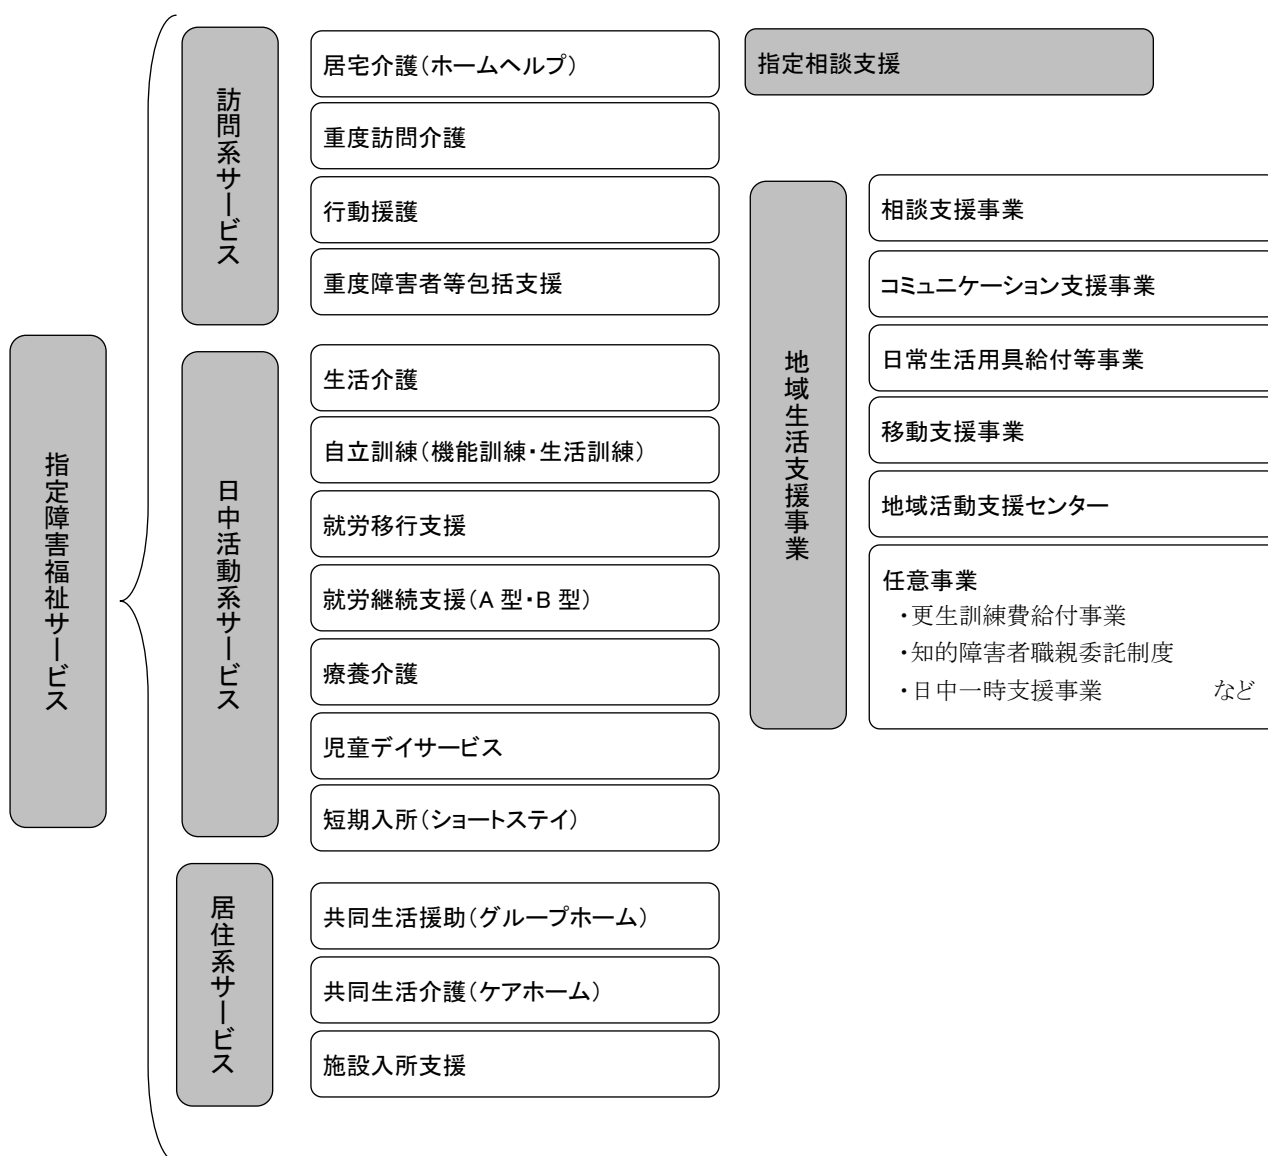 指定障害福祉サービス
訪問系サービス
居宅介護（ホームヘルプ）
重度訪問介護
行動援護
重度障害者等包括支援
日中活動系サービス
生活介護
自立訓練（機能訓練・生活訓練）
就労移行支援
就労継続支援（A 型・B 型）
療養介護
児童デイサービス
短期入所（ショートステイ）
居住系サービス
共同生活援助（グループホーム）
共同生活介護（ケアホーム）
施設入所支援
指定相談支援
地域生活支援事業
相談支援事業
コミュニケーション支援事業
日常生活用具給付等事業
移動支援事業
地域活動支援センター
任意事業
・更生訓練費給付事業
・知的障害者職親委託制度
・日中一時支援事業　　　　　など